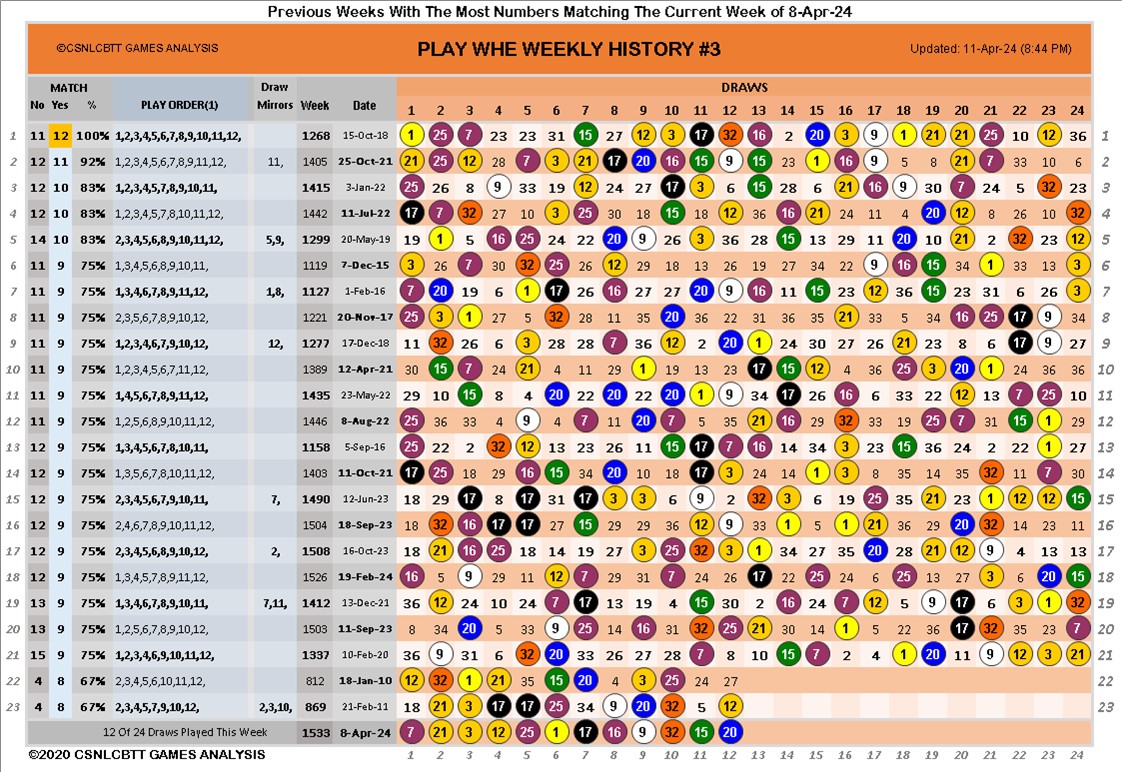 Previous Weeks With The Most Numbers Matching The Current Week of 8-Apr-24
©CSNLCBTT GAMES ANALYSIS PLAY WHE WEEKLY HISTORY #3 Updated: 11-Apr-24 (8:44 PM)
MATCH Draw DRAWS
No Yes % PLAY ORDER(1) Mirrors Week Date 1 2 3 4 5 6 7 8 9 10 11 12 13 14 15 16 17 18 19 20 21 22 23 24
1 11 12 100% 1,2,3,4,5,6,7,8,9,10,11,12, 1268 15-Oct-18 1 25 7 23 23 31 15 27 12 3 17 32 16 2 20 3 9 1 21 21 25 10 12 36 1
2 12 11 92% 1,2,3,4,5,6,7,8,9,11,12, 11, 1405 25-Oct-21 21 25 12 28 7 3 21 17 20 16 15 9 15 23 1 16 9 5 8 21 7 33 10 6 2
3 12 10 83% 1,2,3,4,5,7,8,9,10,11, 1415 3-Jan-22 25 26 8 9 33 19 12 24 27 17 3 6 15 28 6 21 16 9 30 7 24 5 32 23 3
4 12 10 83% 1,2,3,4,5,7,8,10,11,12, 1442 11-Jul-22 17 7 32 27 10 3 25 30 18 15 18 12 36 16 21 24 11 4 20 12 8 26 10 32 4
5 14 10 83% 2,3,4,5,6,8,9,10,11,12, 5,9, 1299 20-May-19 19 1 5 16 25 24 22 20 9 26 3 36 28 15 13 29 11 20 10 21 2 32 23 12 5
6 11 9 75% 1,3,4,5,6,8,9,10,11, 1119 7-Dec-15 3 26 7 30 32 25 26 12 29 18 13 26 19 27 34 22 9 16 15 34 1 33 13 3 6
7 11 9 75% 1,3,4,6,7,8,9,11,12, 1,8, 1127 1-Feb-16 7 20 19 6 1 17 26 16 27 27 20 9 16 11 15 23 12 36 15 23 31 6 26 3 7
8 11 9 75% 2,3,5,6,7,8,9,10,12, 1221 20-Nov-17 25 3 1 27 6 32 28 11 35 20 36 22 31 36 35 21 33 5 34 16 25 17 9 34 8
9 11 9 75% 1,2,3,4,6,7,9,10,12, 12, 1277 17-Dec-18 11 32 26 6 3 28 28 7 36 12 2 20 1 24 30 27 26 21 23 8 6 17 9 27 9
10 11 9 75% 1,2,3,4,5,6,7,11,12, 1389 12-Apr-21 30 15 7 24 21 4 11 29 1 19 13 23 17 15 12 4 36 25 3 20 1 24 36 36 10
11 11 9 75% 1,4,5,6,7,8,9,11,12, 1435 23-May-22 29 10 15 8 4 20 22 20 22 20 1 9 34 17 26 16 6 33 22 12 13 7 25 10 11
12 11 9 75% 1,2,5,6,8,9,10,11,12, 1446 8-Aug-22 25 36 33 4 9 4 7 11 20 7 5 35 21 16 26 32 33 19 25 7 31 15 1 29 12
13 11 9 75% 1,3,4,5,6,7,8,10,11, 1158 5-Sep-16 25 22 2 32 12 23 23 26 11 15 17 7 16 14 34 3 23 15 36 24 2 22 1 27 13
14 12 9 75% 1,3,5,6,7,8,10,11,12, 1403 11-Oct-21 17 25 18 29 16 15 34 20 10 18 17 3 24 14 1 3 8 35 14 35 32 11 7 30 14
15 12 9 75% 2,3,4,5,6,7,9,10,11, 7, 1490 12-Jun-23 18 29 17 8 17 31 17 3 3 6 9 2 32 3 6 19 25 35 21 23 1 12 12 15 15
16 12 9 75% 2,4,6,7,8,9,10,11,12, 1504 18-Sep-23 18 32 16 17 17 27 15 29 29 36 12 9 33 1 5 1 21 36 29 20 32 14 23 11 16
17 12 9 75% 2,3,4,5,6,8,9,10,12, 2, 1508 16-Oct-23 18 21 16 25 18 14 19 27 3 25 32 3 1 34 27 35 20 28 21 12 9 4 13 13 17
18 12 9 75% 1,3,4,5,7,8,9,11,12, 1526 19-Feb-24 16 5 9 29 11 12 7 29 31 7 24 26 17 22 25 18 6 25 13 27 3 6 20 15 18
19 13 9 75% 1,3,4,6,7,8,9,10,11, 7,11, 1412 13-Dec-21 36 12 24 10 24 7 17 13 19 4 15 30 2 16 24 7 12 5 9 17 6 3 1 32 19
20 13 9 75% 1,2,5,6,7,8,9,10,12, 1503 11-Sep-23 8 34 20 5 33 9 25 14 16 31 32 25 21 30 14 1 5 22 36 17 32 35 23 7 20
21 15 9 75% 1,2,3,4,6,9,10,11,12, 1337 10-Feb-20 36 9 31 6 32 20 33 26 26 28 7 8 10 15 7 2 4 1 20 11 9 12 3 21 21
22 4 8 67% 2,3,4,5,6,10,11,12, 812 18-Jan-10 12 32 1 21 35 15 20 4 3 25 24 27 22
23 4 8 67% 2,3,4,5,7,9,10,12, 2,3,10, 869 21-Feb-11 18 21 3 17 17 25 34 9 20 32 5 12 23
12 Of 24 Draws Played This Week 1533 8-Apr-24 7 21 3 12 25 1 17 16 9 32 15 20
©2020 CSNLCBTT GAMES ANALYSIS 1 2 3 4 5 6 7 8 9 10 11 12 13 14 15 16 17 18 19 20 21 22 23 24